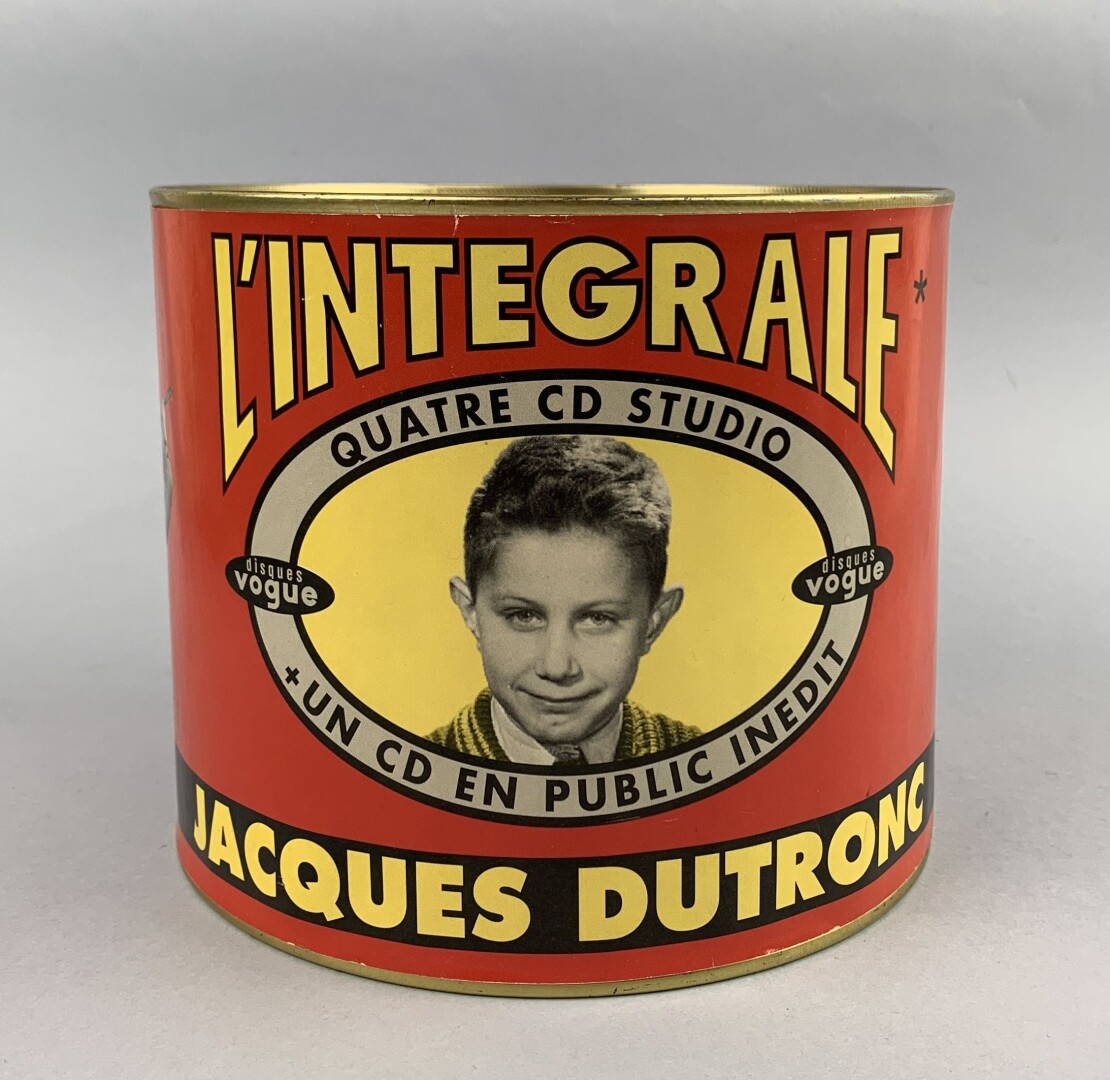 L'INTEGRALE*
QUATRE CD STUDIO
disques
vogue
disques
vogue
+ UN CD EN PUBLIC INEDIT
JACQUES DUTRONC